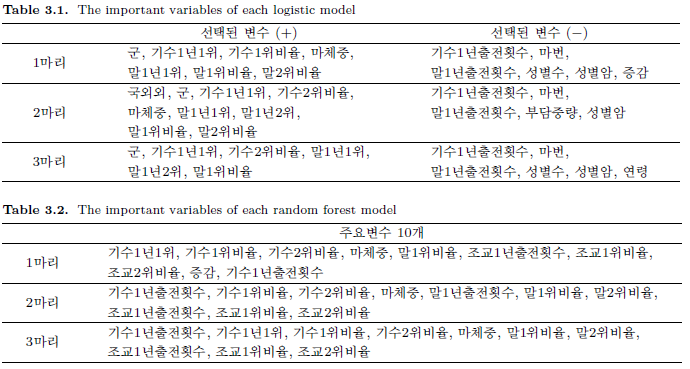 Table 3.1. The important variables of each logistic model
선택된 변수 (+) 선택된 변수 (−)
1마리 군, 기수1년1위, 기수1위비율, 마체중, 기수1년출전횟수, 마번,
말1년1위, 말1위비율, 말2위비율 말1년출전횟수, 성별수, 성별암, 증감
2마리 국외외, 군, 기수1년1위, 기수2위비율, 기수1년출전횟수, 마번,
마체중, 말1년1위, 말1년2위, 말1년출전횟수, 부담중량, 성별암
말1위비율, 말2위비율
3마리 군, 기수1년1위, 기수2위비율, 말1년1위, 기수1년출전횟수, 마번,
말1년2위, 말1위비율 말1년출전횟수, 성별수, 성별암, 연령
Table 3.2. The important variables of each random forest model
주요변수 10개
1마리 기수1년1위, 기수1위비율, 기수2위비율, 마체중, 말1위비율, 조교1년출전횟수, 조교1위비율,
조교2위비율, 증감, 기수1년출전횟수
2마리 기수1년출전횟수, 기수1위비율, 기수2위비율, 마체중, 말1년출전횟수, 말1위비율, 말2위비율,
조교1년출전횟수, 조교1위비율, 조교2위비율
3마리 기수1년출전횟수, 기수1년1위, 기수1위비율, 기수2위비율, 마체중, 말1위비율, 말2위비율,
조교1년출전횟수, 조교1위비율, 조교2위비율